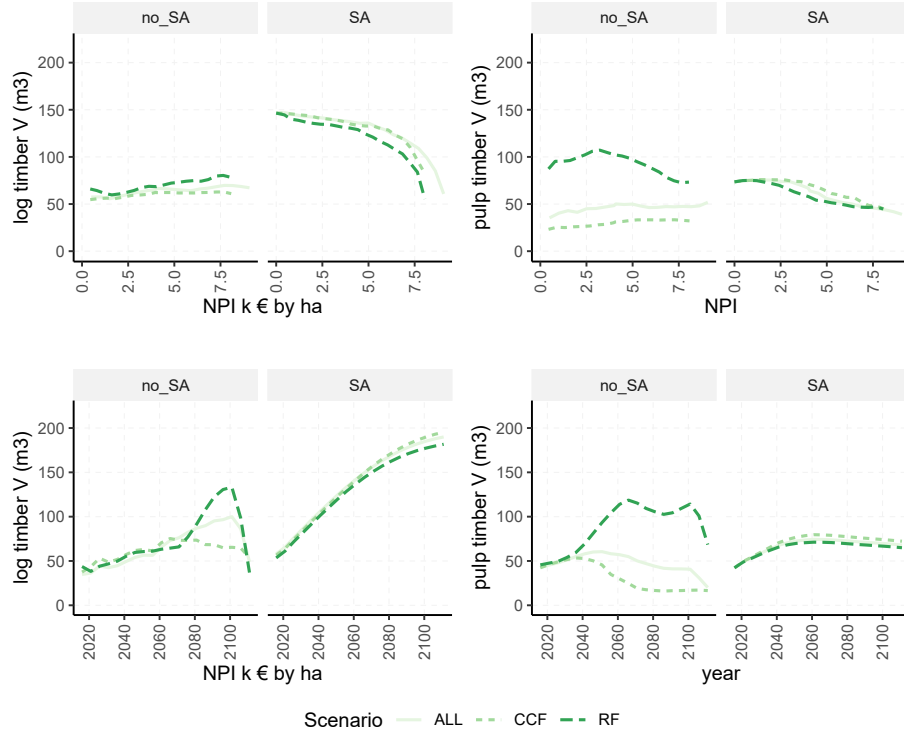 no_SA SA no_SA SA
log timber V (m3)
200
150
100
50
0
0.0 2.5 5.0 7.5 0.0 2.5 5.0 7.5
NPI k € by ha
pulp timber V (m3)
200
150
100
50
0
0.0 2.5 5.0 7.5 0.0 2.5 5.0 7.5
NPI
no_SA SA no_SA SA
log timber V (m3)
200
150
100
50
0
2020 2040 2060 2080 2100 2020 2040 2060 2080 2100
NPI k € by ha
pulp timber V (m3)
200
150
100
50
0
2020 2040 2060 2080 2100 2020 2040 2060 2080 2100
year
Scenario ALL CCF RF